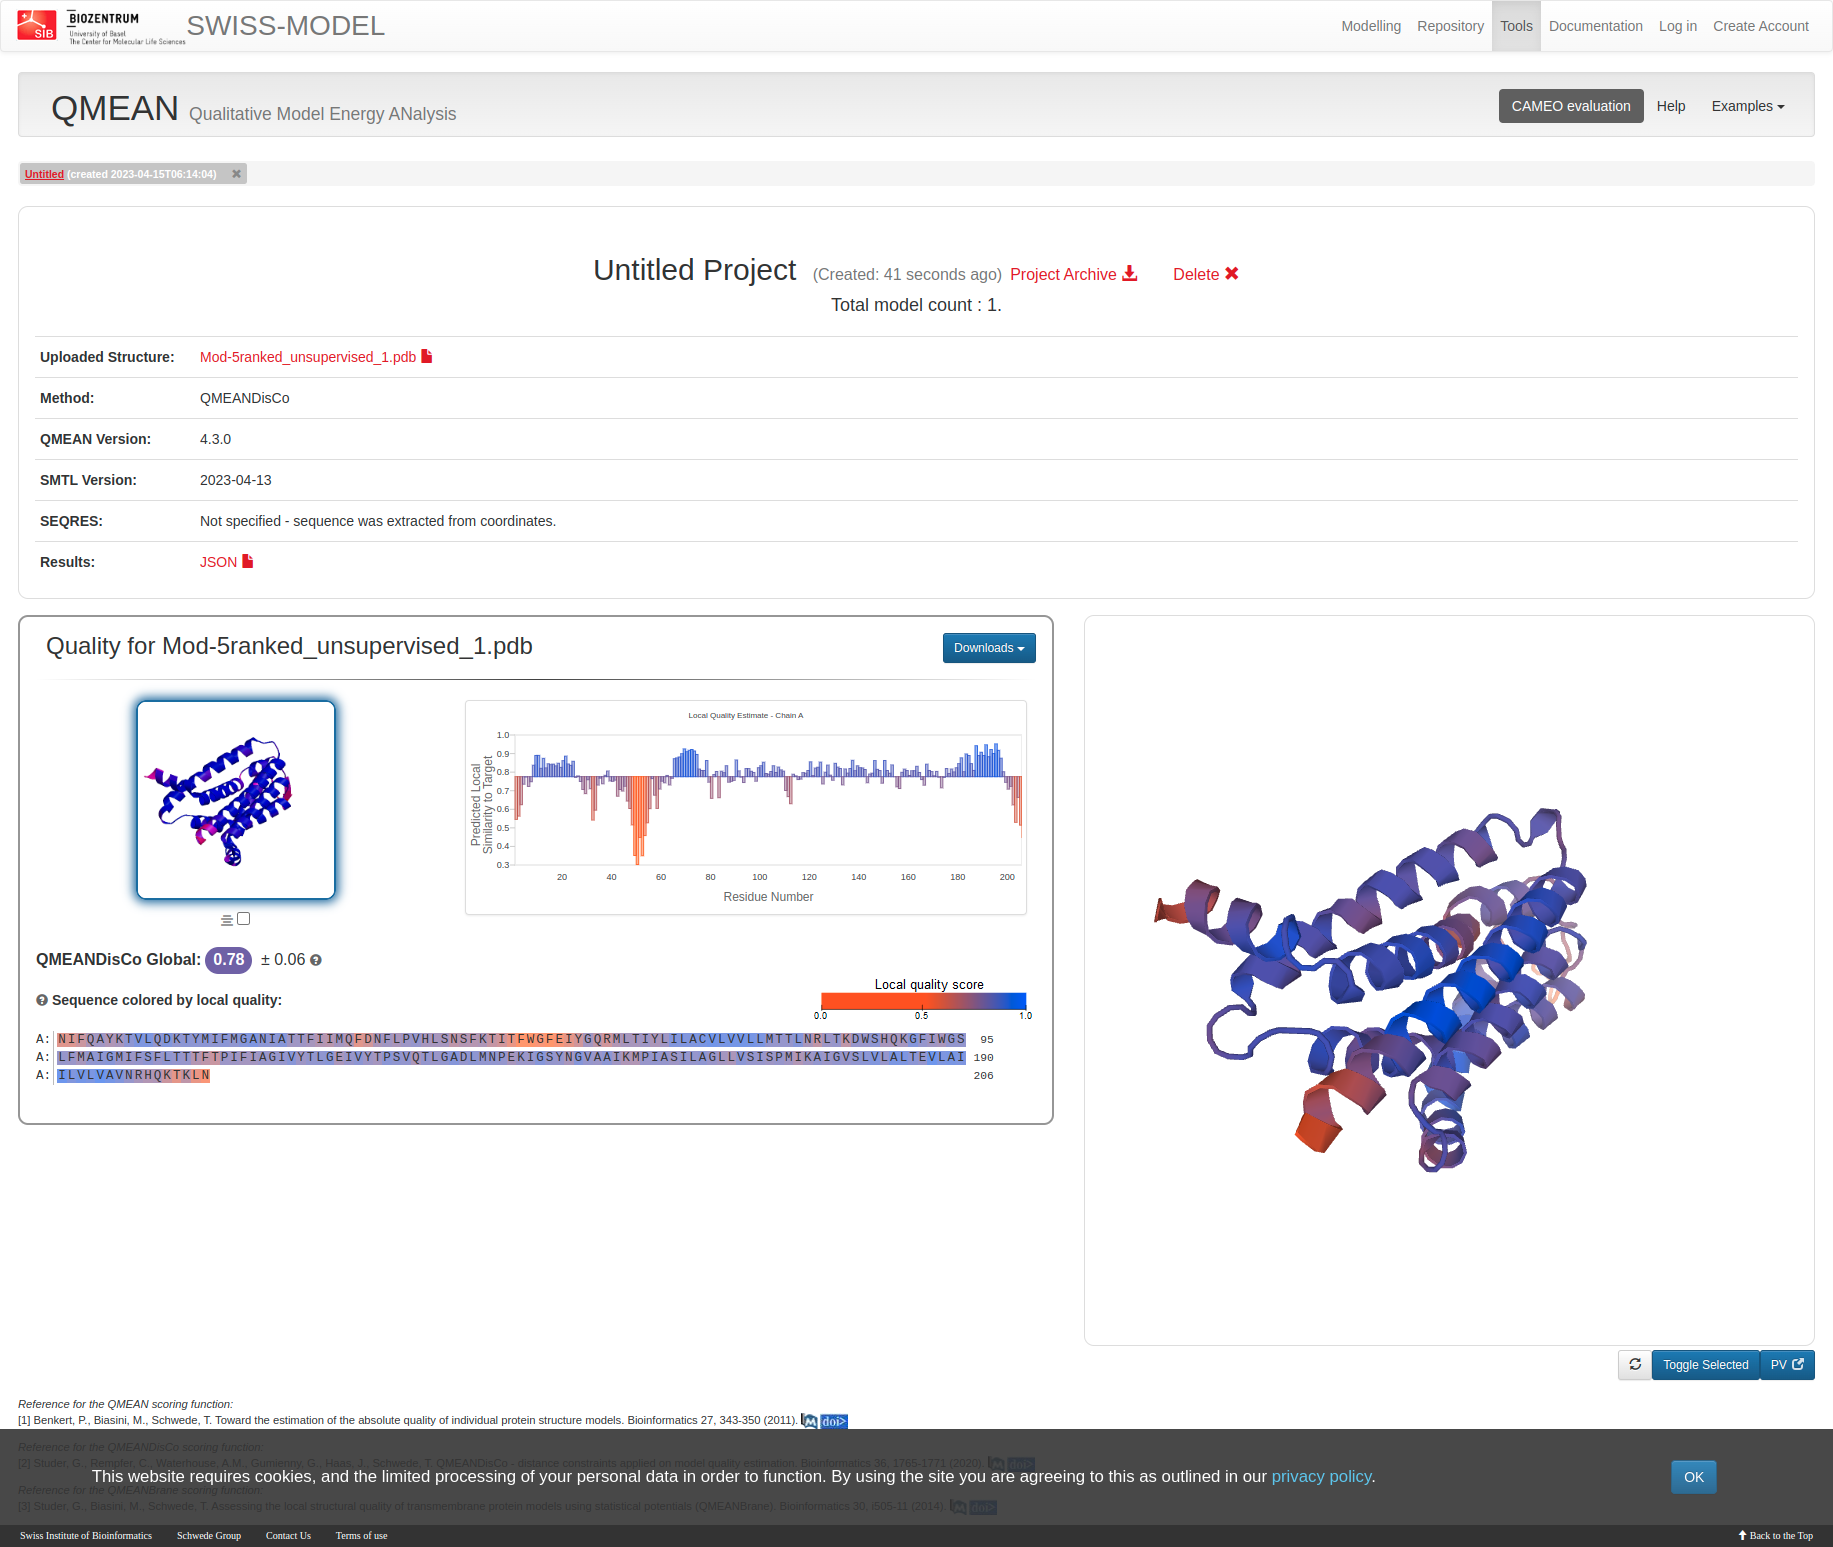 SIB
BIOZENTRUM
University of Basel
The Center for Molecular Life Sciences
SWISS-MODEL
Modelling Repository Tools Documentation Log in Create Account
QMEAN Qualitative Model Energy ANalysis
CAMEO evaluation Help Examples
Untitled (created 2023-04-15T06:14:04)
Untitled Project (Created: 41 seconds ago) Project Archive Delete
Total model count : 1.
Uploaded Structure: Mod-5ranked_unsupervised_1.pdb
Method: QMEANDisCo
QMEAN Version: 4.3.0
SMTL Version: 2023-04-13
SEQRES: Not specified - sequence was extracted from coordinates.
Results: JSON
Quality for Mod-5ranked_unsupervised_1.pdb
Downloads
Local Quality Estimate - Chain A
Predicted Local
Similarity to Target
1.0
0.9
0.8
0.7
0.6
0.5
0.4
0.3
20 40 60 80 100 120 140 160 180 200
Residue Number
QMEANDisCo Global: 0.78 ± 0.06
Sequence colored by local quality:
Local quality score
0.0 0.5 1.0
A: NIFQAYKTVLQDKTYMIFMGANIATTFIIMQFDNFLPVHLSNSFKTITFWGFEIYGQRMLTIYLILACVLVVLLMTTLNRLTKDWSHQKGFIWGS 95
A: LFMAIGMIFSFLTTTFTPIFIAGIVYTLGEIVYTPSVQTLGADLMNPEKIGSYNGVAAIKMPIASILAGLLVSISPMIKAIGVSLVLALTEVLAI 190
A: ILVLVAVNRHQKTKLN 206
Toggle Selected PV
Reference for the QMEAN scoring function:
[1] Benkert, P., Biasini, M., Schwede, T. Toward the estimation of the absolute quality of individual protein structure models. Bioinformatics 27, 343-350 (2011). M doi>
Reference for the QMEANDisCo scoring function:
[2] Studer, G., Rempfer, C., Waterhouse, A.M., Gumienny, G., Haas, J., Schwede, T. QMEANDisCo - distance constraints applied on model quality estimation. Bioinformatics 36, 1765-1771 (2020). M doi>
This website requires cookies, and the limited processing of your personal data in order to function. By using the site you are agreeing to this as outlined in our privacy policy.
OK
Reference for the QMEANBrane scoring function:
[3] Studer, G., Biasini, M., Schwede, T. Assessing the local structural quality of transmembrane protein models using statistical potentials (QMEANBrane). Bioinformatics 30, i505-11 (2014). M doi>
Swiss Institute of Bioinformatics Schwede Group Contact Us Terms of use Back to the Top